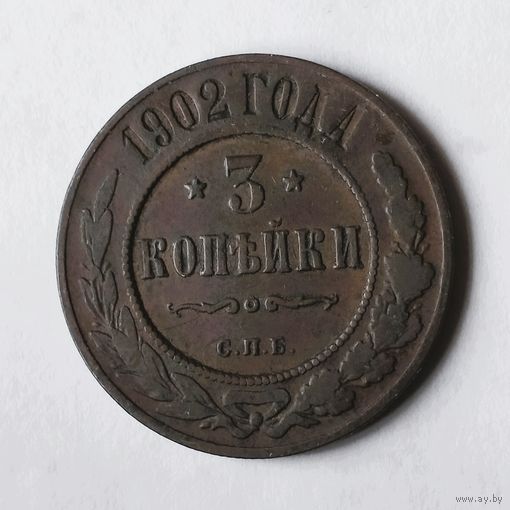 1902 ГОДА
* 3 *
КОПѢЙКИ
С.П.Б.
www.ay.by